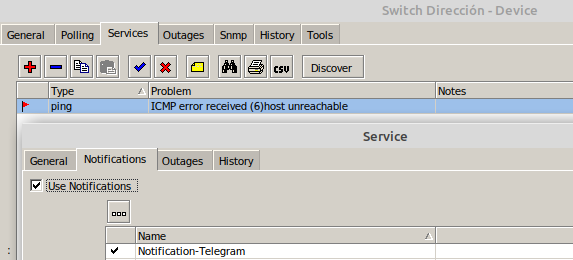 Switch Dirección - Device
General Polling Services Outages Snmp History Tools
csv Discover
Type Problem Notes
ping ICMP error received (6)host unreachable
Service
General Notifications Outages History
Use Notifications
Name
Notification-Telegram